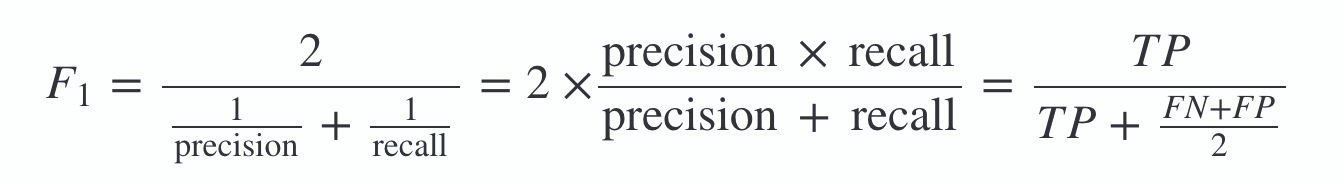 F₁ = 2 / (1/precision + 1/recall) = 2 × (precision × recall) / (precision + recall) = TP / (TP + (FN+FP)/2)